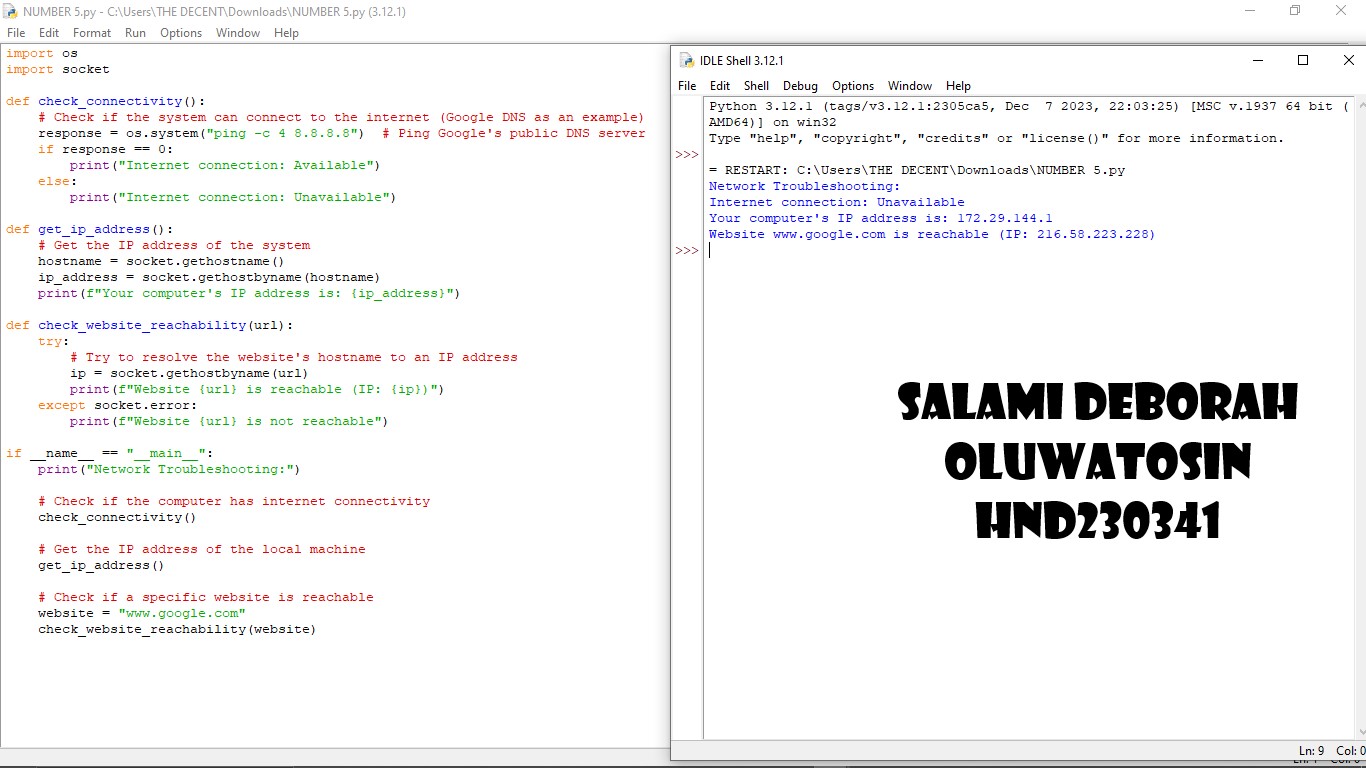 NUMBER 5.py - C:\Users\THE DECENT\Downloads\NUMBER 5.py (3.12.1)
File Edit Format Run Options Window Help
import os
import socket

def check_connectivity():
    # Check if the system can connect to the internet (Google DNS as an example)
    response = os.system("ping -c 4 8.8.8.8")  # Ping Google's public DNS server
    if response == 0:
        print("Internet connection: Available")
    else:
        print("Internet connection: Unavailable")

def get_ip_address():
    # Get the IP address of the system
    hostname = socket.gethostname()
    ip_address = socket.gethostbyname(hostname)
    print(f"Your computer's IP address is: {ip_address}")

def check_website_reachability(url):
    try:
        # Try to resolve the website's hostname to an IP address
        ip = socket.gethostbyname(url)
        print(f"Website {url} is reachable (IP: {ip})")
    except socket.error:
        print(f"Website {url} is not reachable")

if __name__ == "__main__":
    print("Network Troubleshooting:")

    # Check if the computer has internet connectivity
    check_connectivity()

    # Get the IP address of the local machine
    get_ip_address()

    # Check if a specific website is reachable
    website = "www.google.com"
    check_website_reachability(website)
IDLE Shell 3.12.1
File Edit Shell Debug Options Window Help
Python 3.12.1 (tags/v3.12.1:2305ca5, Dec  7 2023, 22:03:25) [MSC v.1937 64 bit (
AMD64)] on win32
Type "help", "copyright", "credits" or "license()" for more information.
>>>
= RESTART: C:\Users\THE DECENT\Downloads\NUMBER 5.py
Network Troubleshooting:
Internet connection: Unavailable
Your computer's IP address is: 172.29.144.1
Website www.google.com is reachable (IP: 216.58.223.228)
>>>
SALAMI DEBORAH
OLUWATOSIN
HND230341
Ln: 9 Col: 0